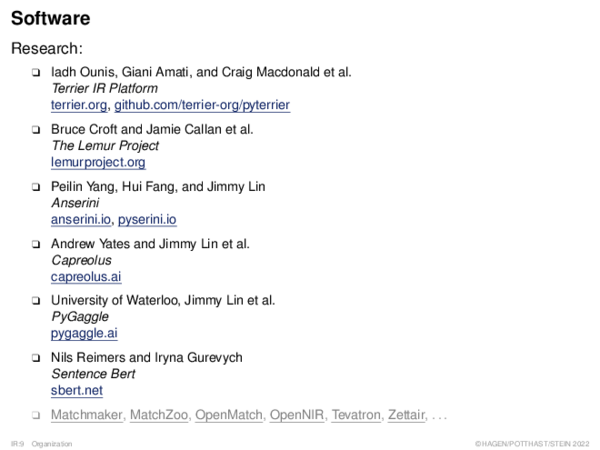 Software
Research:
❑ Iadh Ounis, Giani Amati, and Craig Macdonald et al.
Terrier IR Platform
terrier.org, github.com/terrier-org/pyterrier
❑ Bruce Croft and Jamie Callan et al.
The Lemur Project
lemurproject.org
❑ Peilin Yang, Hui Fang, and Jimmy Lin
Anserini
anserini.io, pyserini.io
❑ Andrew Yates and Jimmy Lin et al.
Capreolus
capreolus.ai
❑ University of Waterloo, Jimmy Lin et al.
PyGaggle
pygaggle.ai
❑ Nils Reimers and Iryna Gurevych
Sentence Bert
sbert.net
❑ Matchmaker, MatchZoo, OpenMatch, OpenNIR, Tevatron, Zettair, . . .
IR:9 Organization ©HAGEN/POTTHAST/STEIN 2022